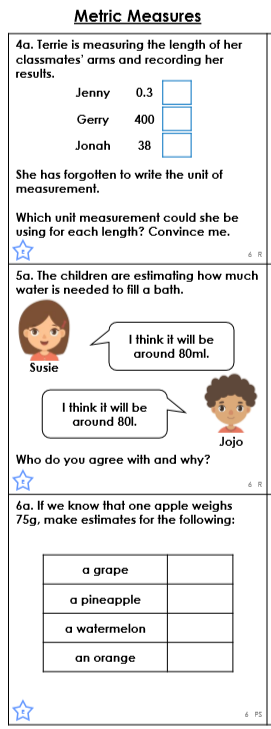 Metric Measures
4a. Terrie is measuring the length of her
classmates' arms and recording her
results.
Jenny 0.3
Gerry 400
Jonah 38
She has forgotten to write the unit of
measurement.
Which unit measurement could she be
using for each length? Convince me.
E
6 R
5a. The children are estimating how much
water is needed to fill a bath.
I think it will be
around 80ml.
Susie
I think it will be
around 80l.
Jojo
Who do you agree with and why?
E
6 R
6a. If we know that one apple weighs
75g, make estimates for the following:
a grape
a pineapple
a watermelon
an orange
E
6 PS